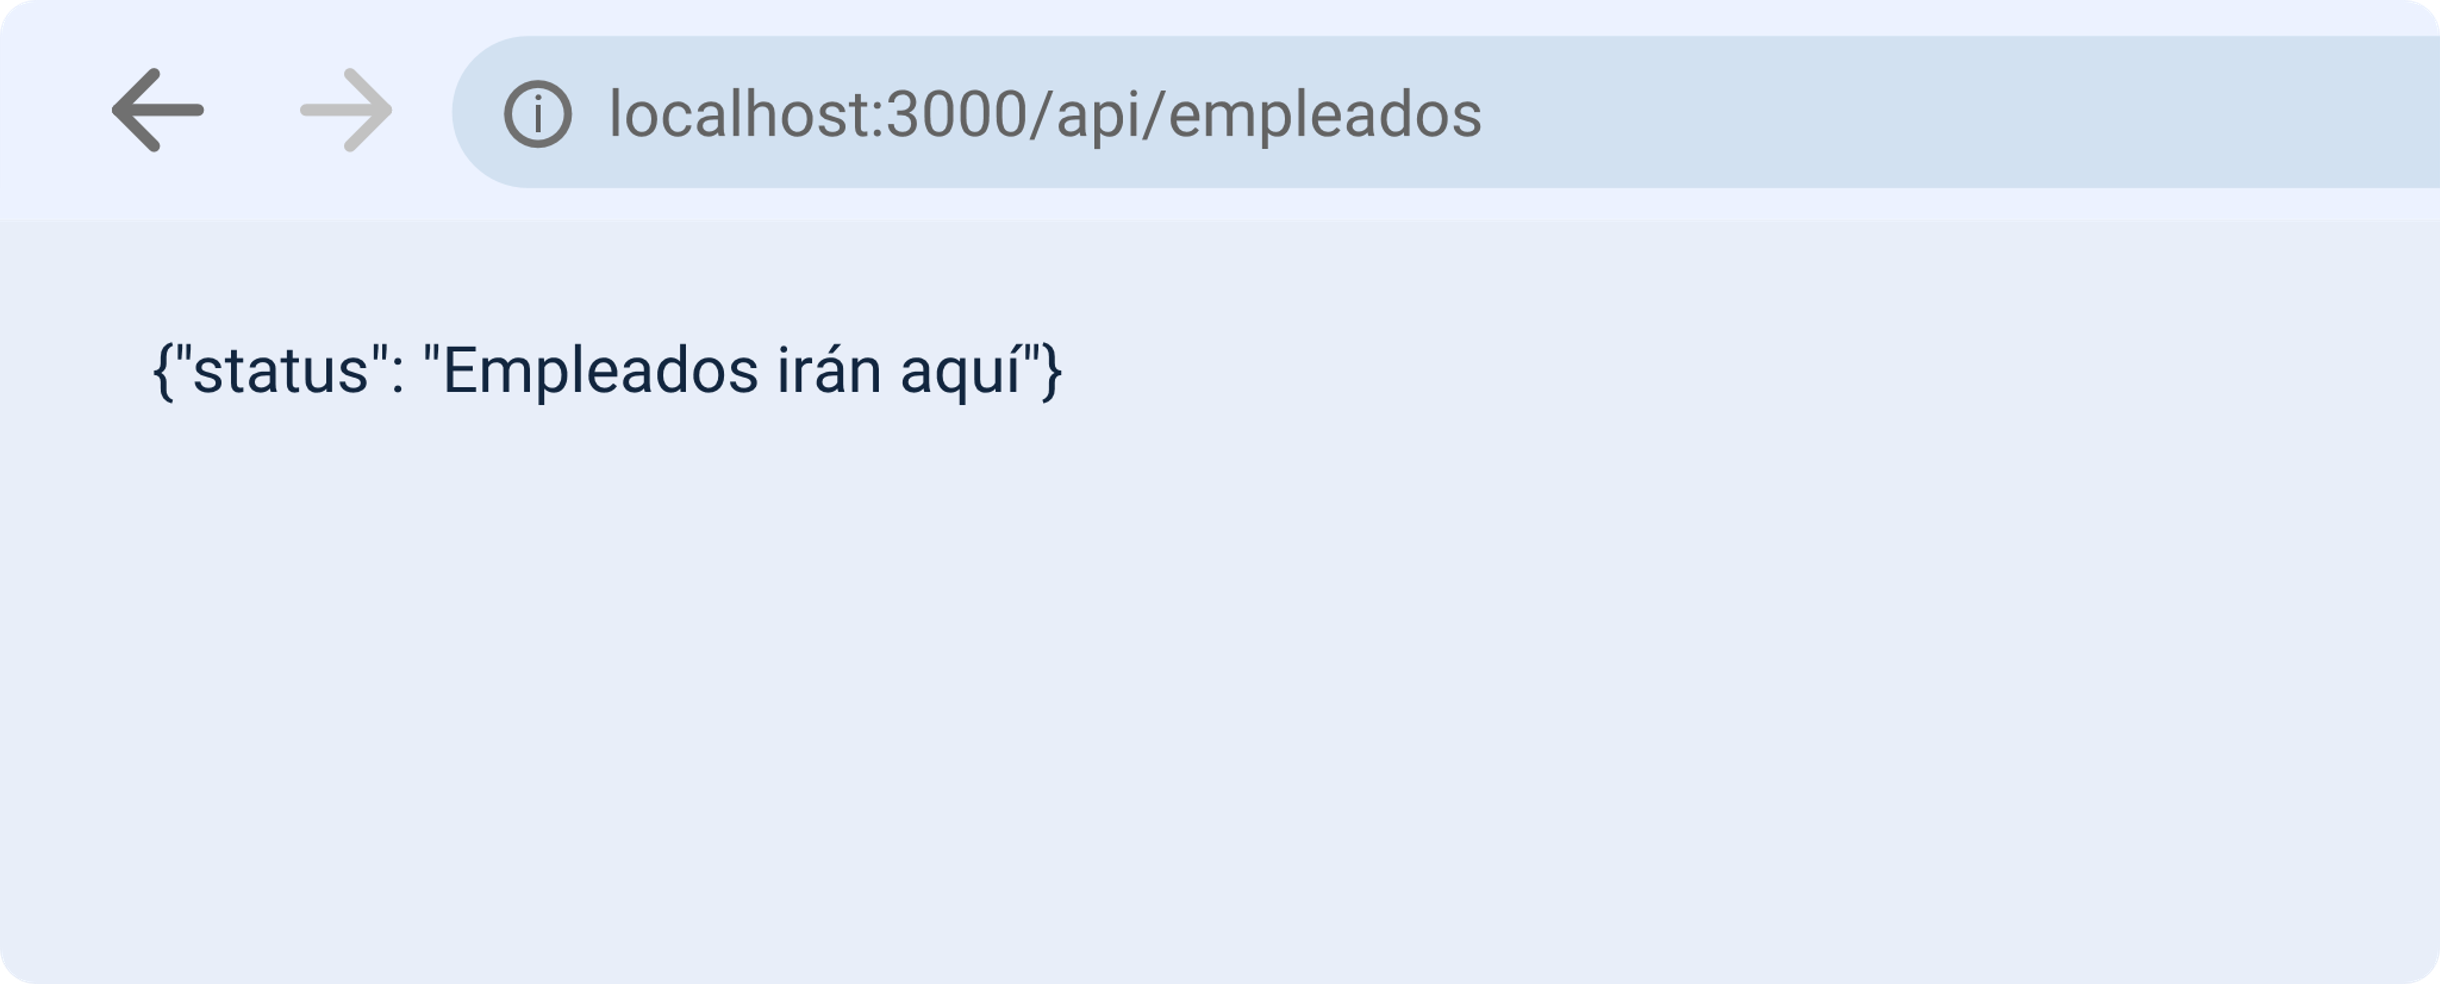 localhost:3000/api/empleados
{"status": "Empleados irán aquí"}